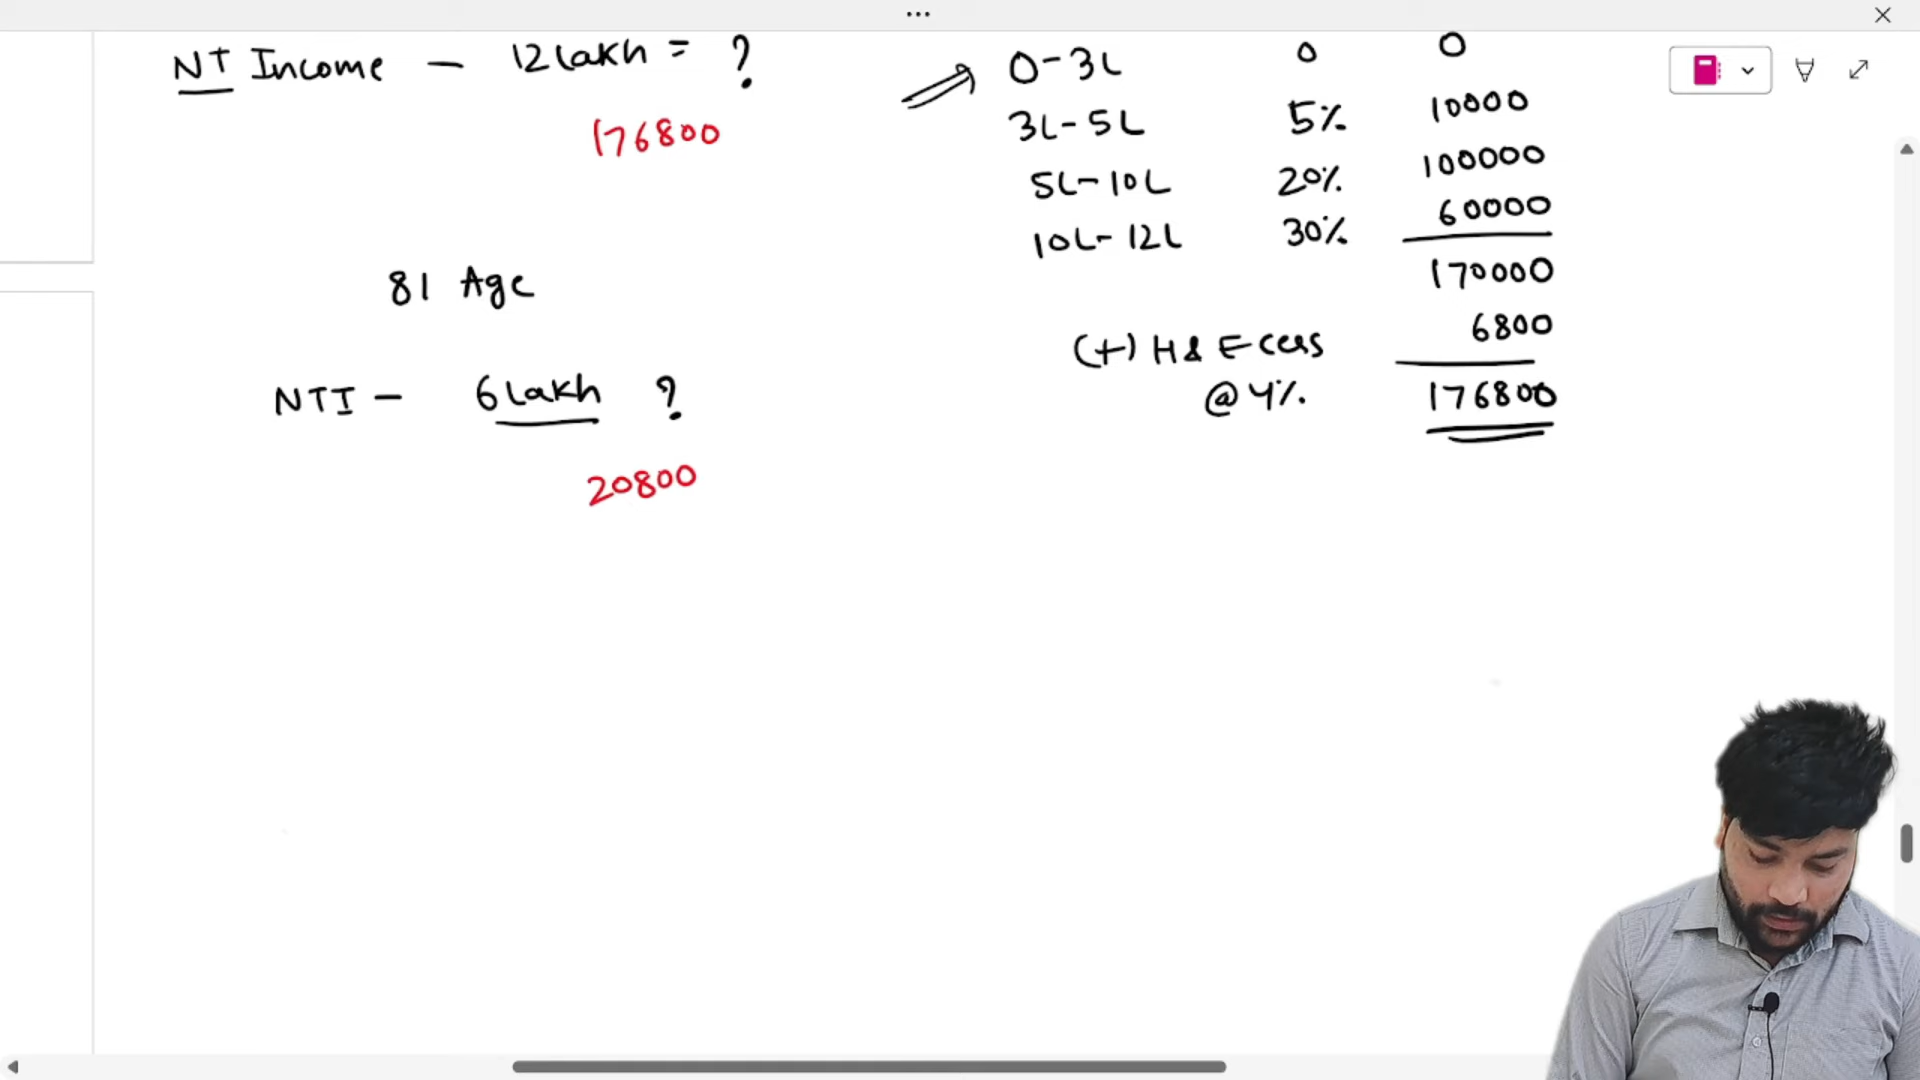 NT Income - 12 Lakh = ?
176800
81 Age
NTI - 6 Lakh ?
20800
0-3L 0 0
3L-5L 5% 10000
5L-10L 20% 100000
10L-12L 30% 60000
170000
(+) H & E cess 6800
@4% 176800